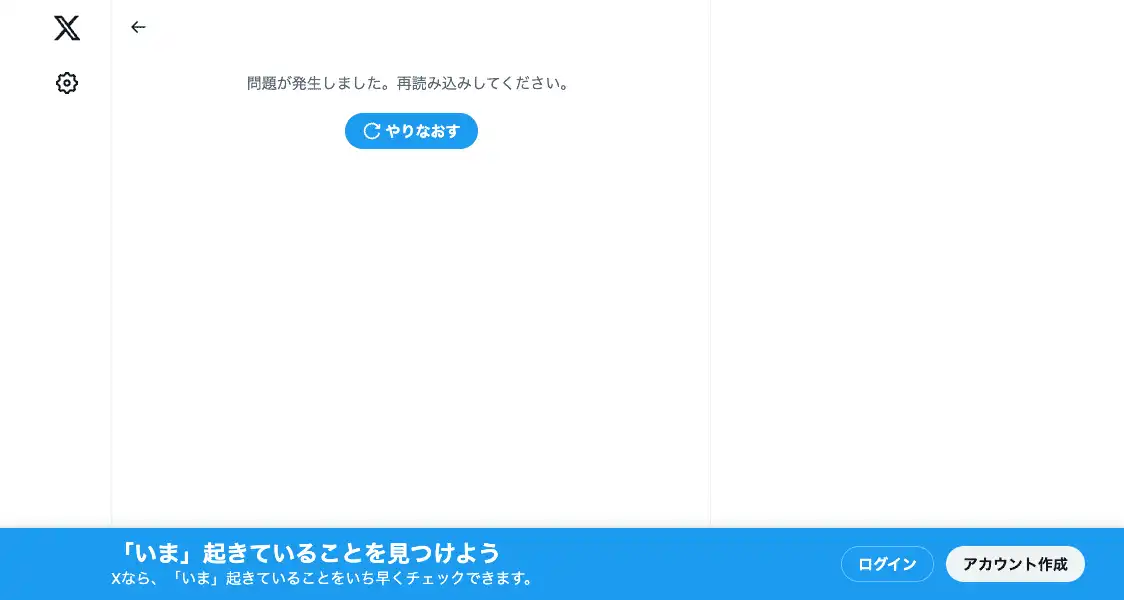 問題が発生しました。再読み込みしてください。
やりなおす
「いま」起きていることを見つけよう
Xなら、「いま」起きていることをいち早くチェックできます。
ログイン
アカウント作成